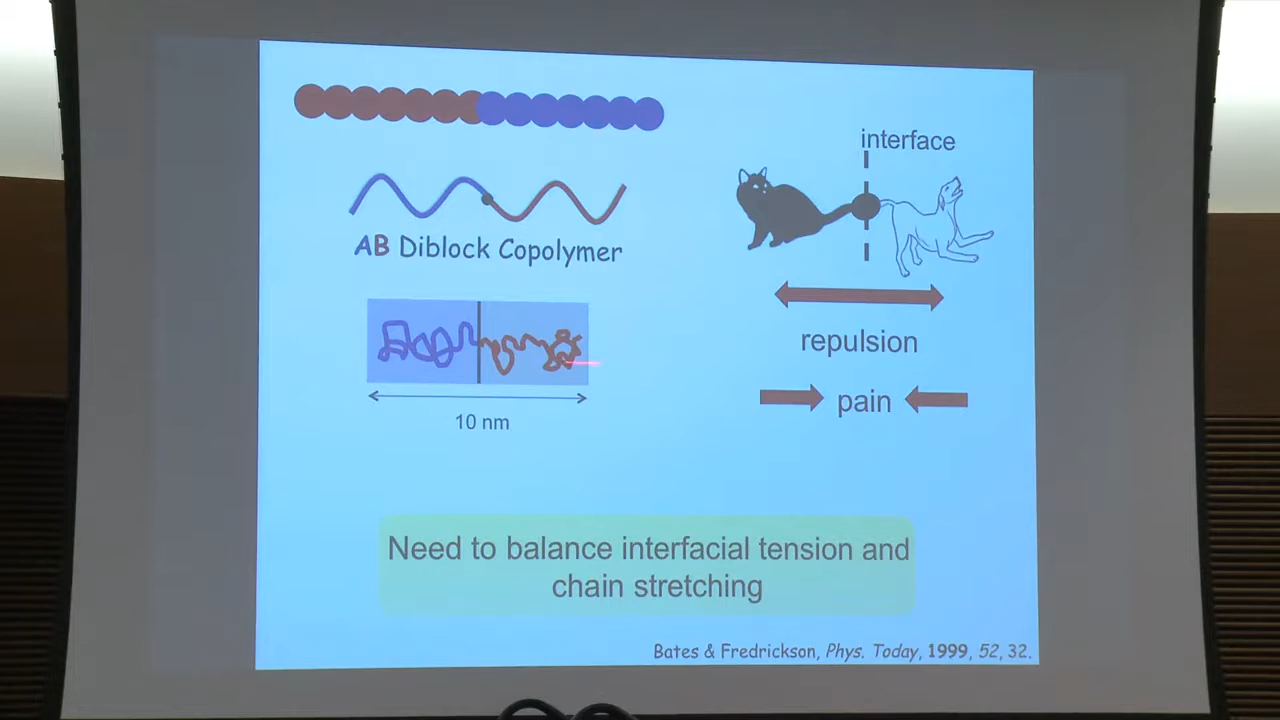 interface
AB Diblock Copolymer
repulsion
pain
10 nm
Need to balance interfacial tension and
chain stretching
Bates & Fredrickson, Phys. Today, 1999, 52, 32.